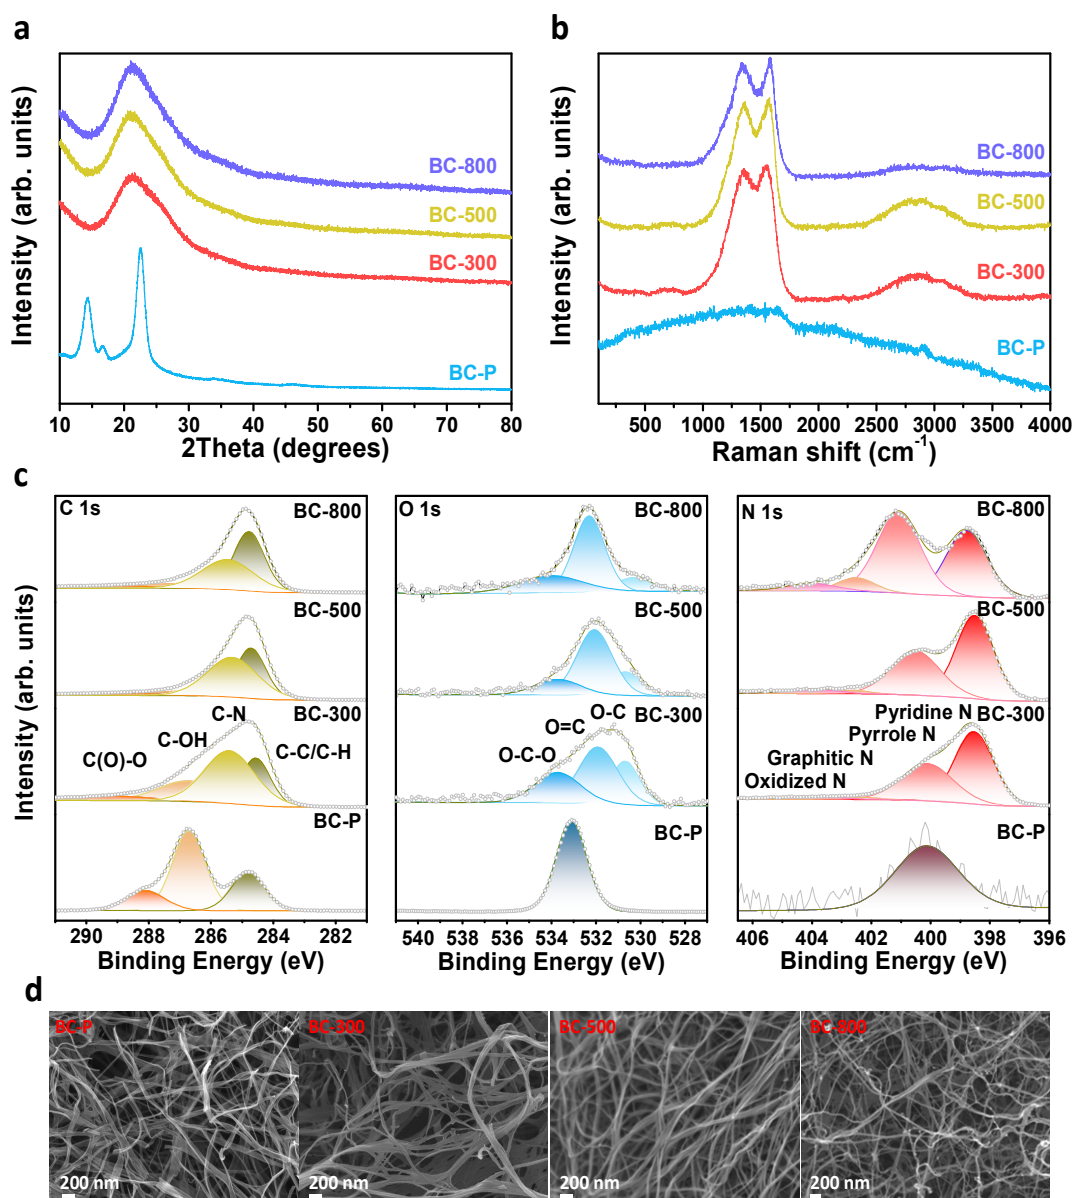 a
Intensity (arb. units)
BC-800
BC-500
BC-300
BC-P
10 20 30 40 50 60 70 80
2Theta (degrees)
b
Intensity (arb. units)
BC-800
BC-500
BC-300
BC-P
500 1000 1500 2000 2500 3000 3500 4000
Raman shift (cm⁻¹)
c
Intensity (arb. units)
C 1s
BC-800
BC-500
BC-300
C-N
C-OH
C(O)-O
C-C/C-H
BC-P
290 288 286 284 282
Binding Energy (eV)
O 1s
BC-800
BC-500
BC-300
O-C
O=C
O-C-O
BC-P
540 538 536 534 532 530 528
Binding Energy (eV)
N 1s
BC-800
BC-500
Pyridine N BC-300
Pyrrole N
Graphitic N
Oxidized N
BC-P
406 404 402 400 398 396
Binding Energy (eV)
d
BC-P
200 nm
BC-300
200 nm
BC-500
200 nm
BC-800
200 nm